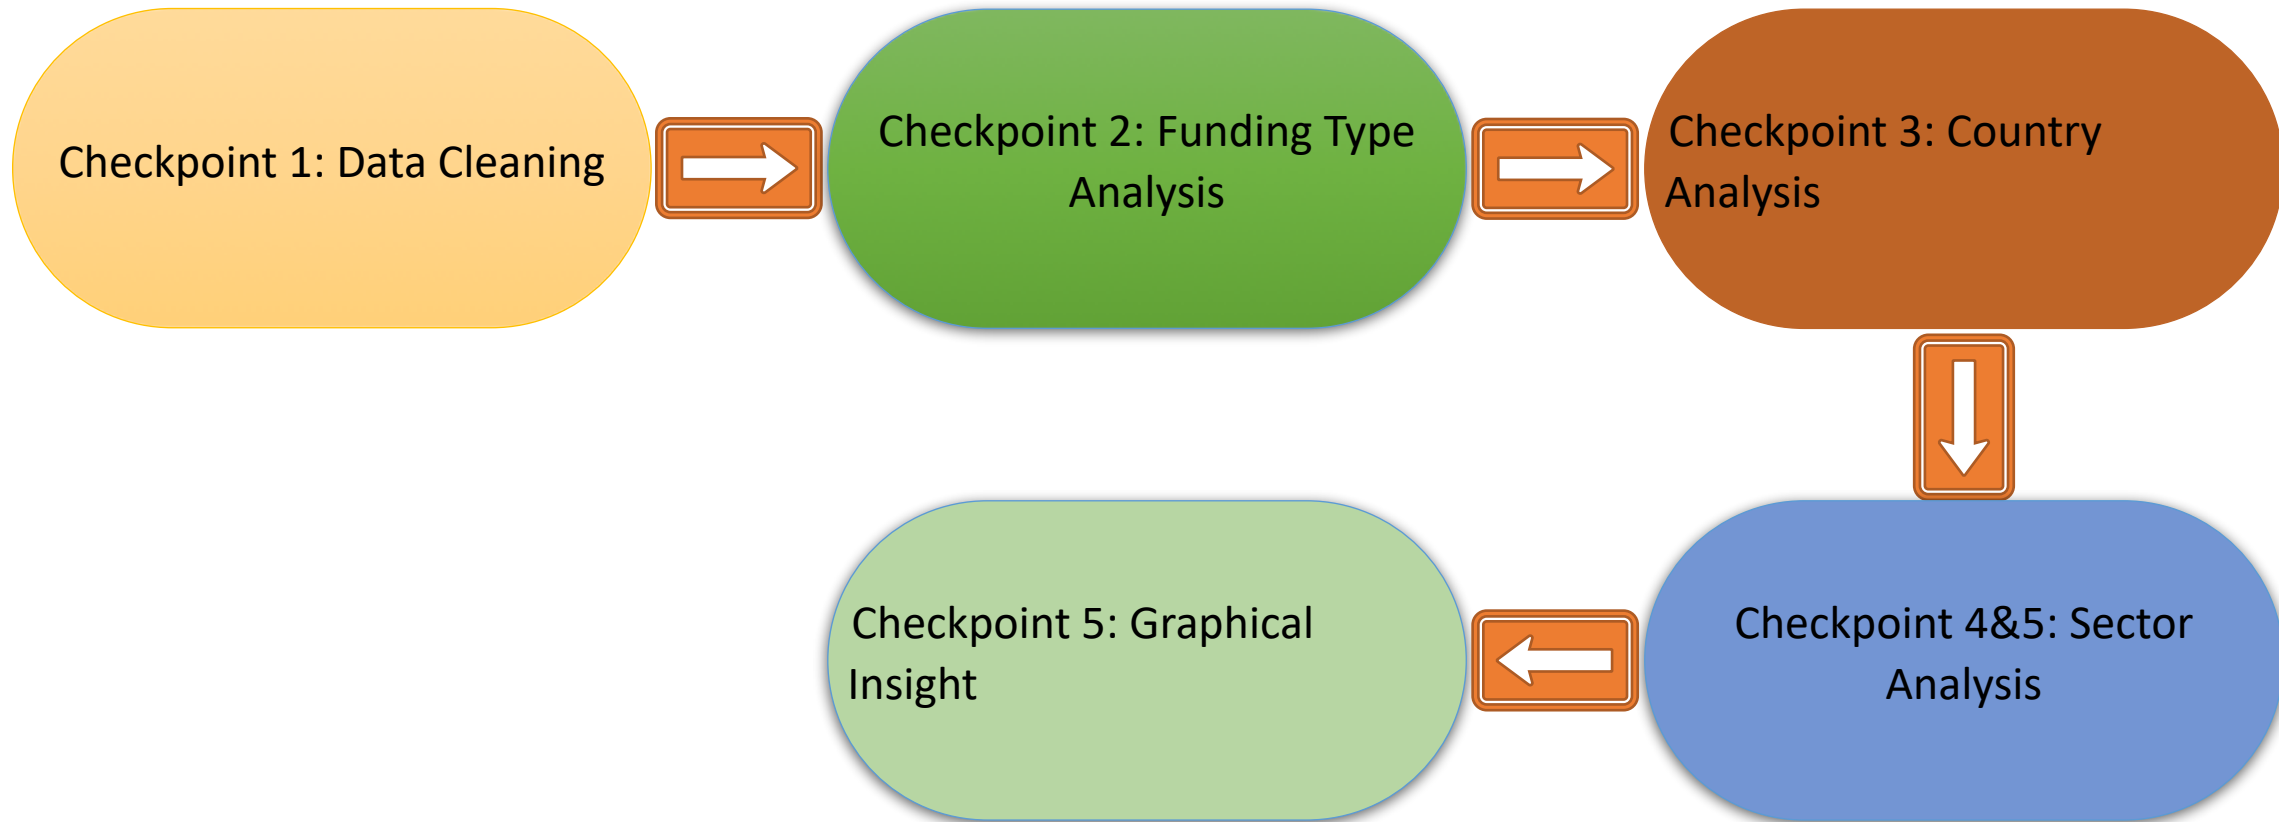 Checkpoint 1: Data Cleaning
Checkpoint 2: Funding Type
Analysis
Checkpoint 3: Country
Analysis
Checkpoint 4&5: Sector
Analysis
Checkpoint 5: Graphical
Insight